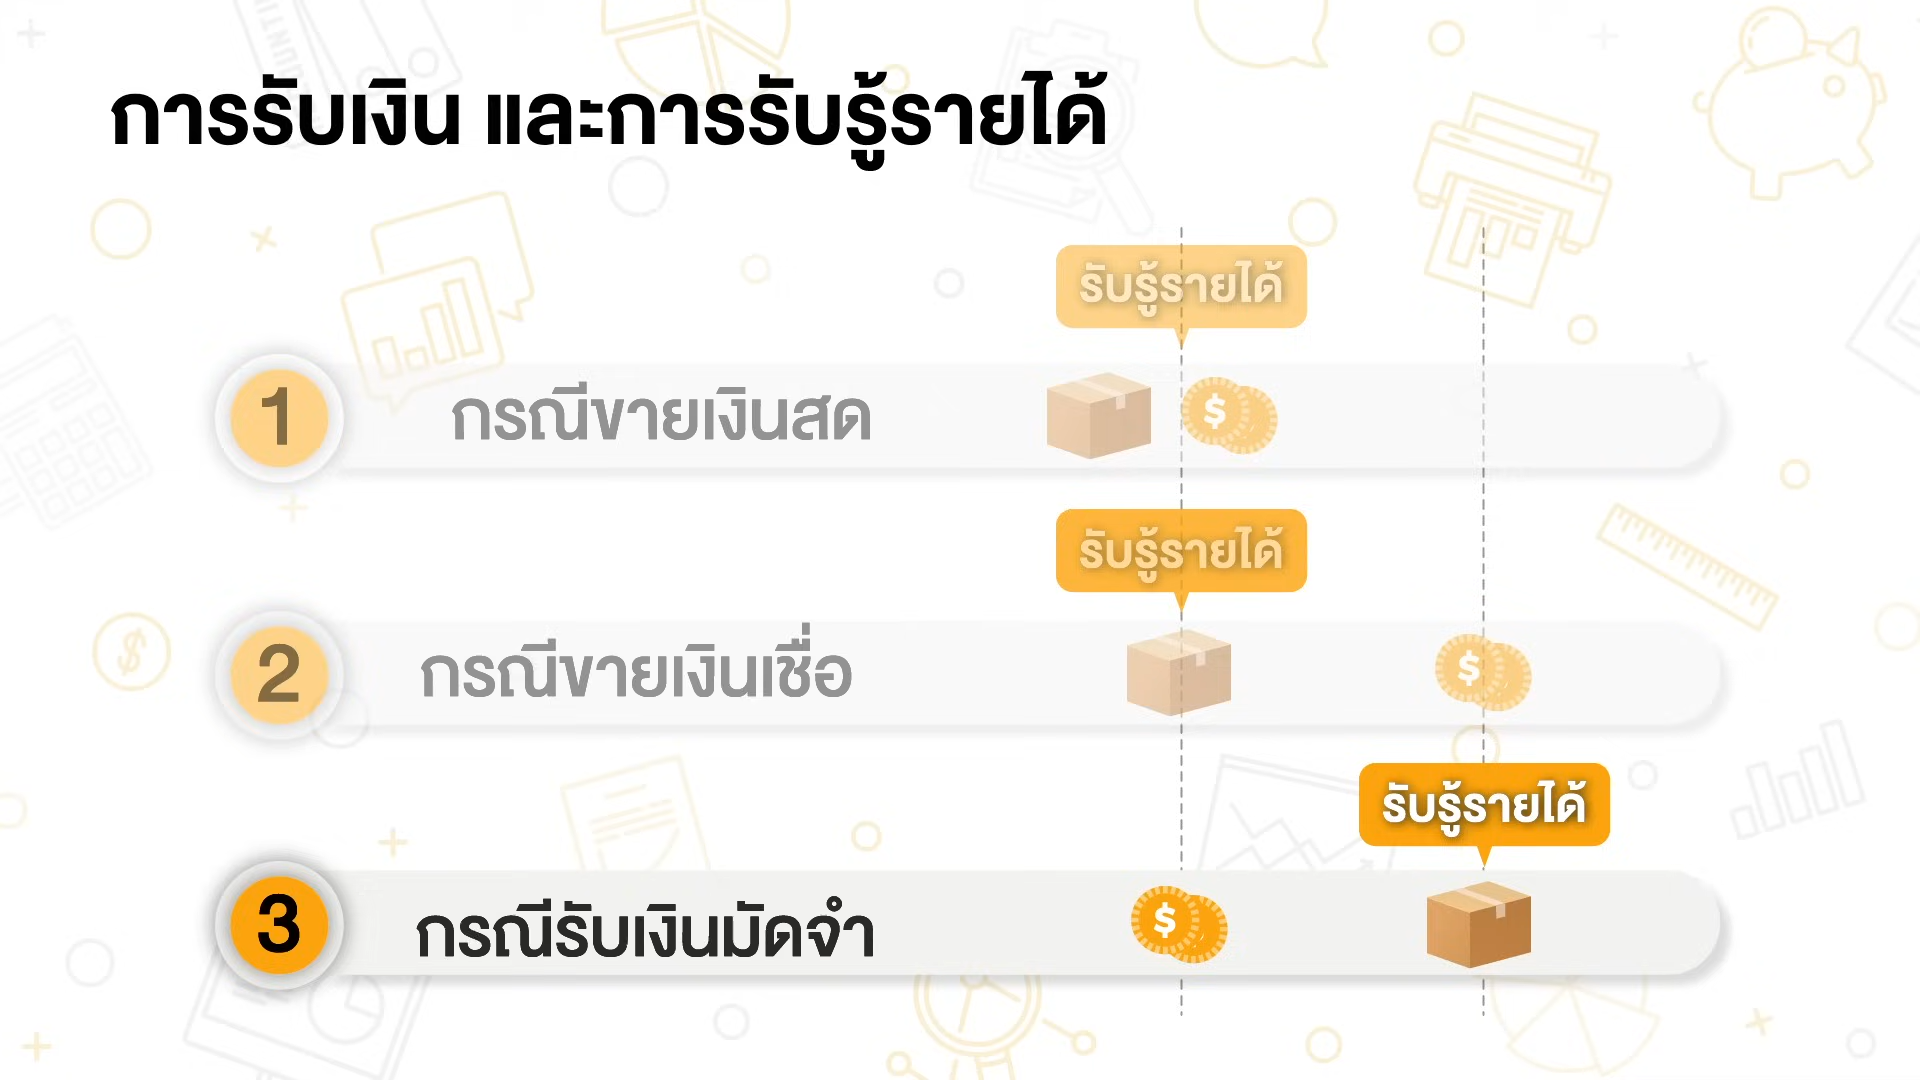 การรับเงิน และการรับรู้รายได้
รับรู้รายได้
1
กรณีขายเงินสด
$
รับรู้รายได้
2
กรณีขายเงินเชื่อ
$
รับรู้รายได้
3
กรณีรับเงินมัดจำ
$